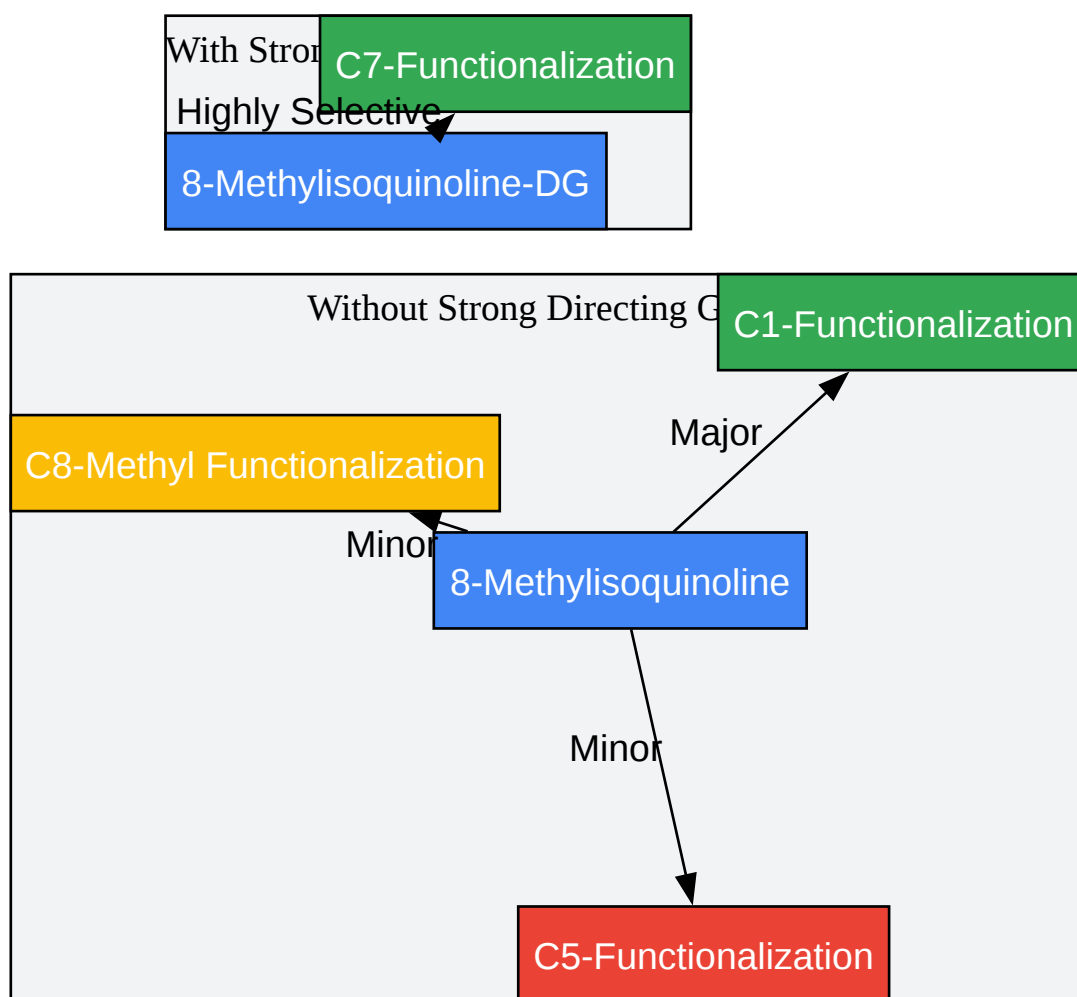 With Stron
C7-Functionalization
Highly Selective
8-Methylisoquinoline-DG
Without Strong Directing G
C1-Functionalization
Major
C8-Methyl Functionalization
Minor
8-Methylisoquinoline
Minor
C5-Functionalization